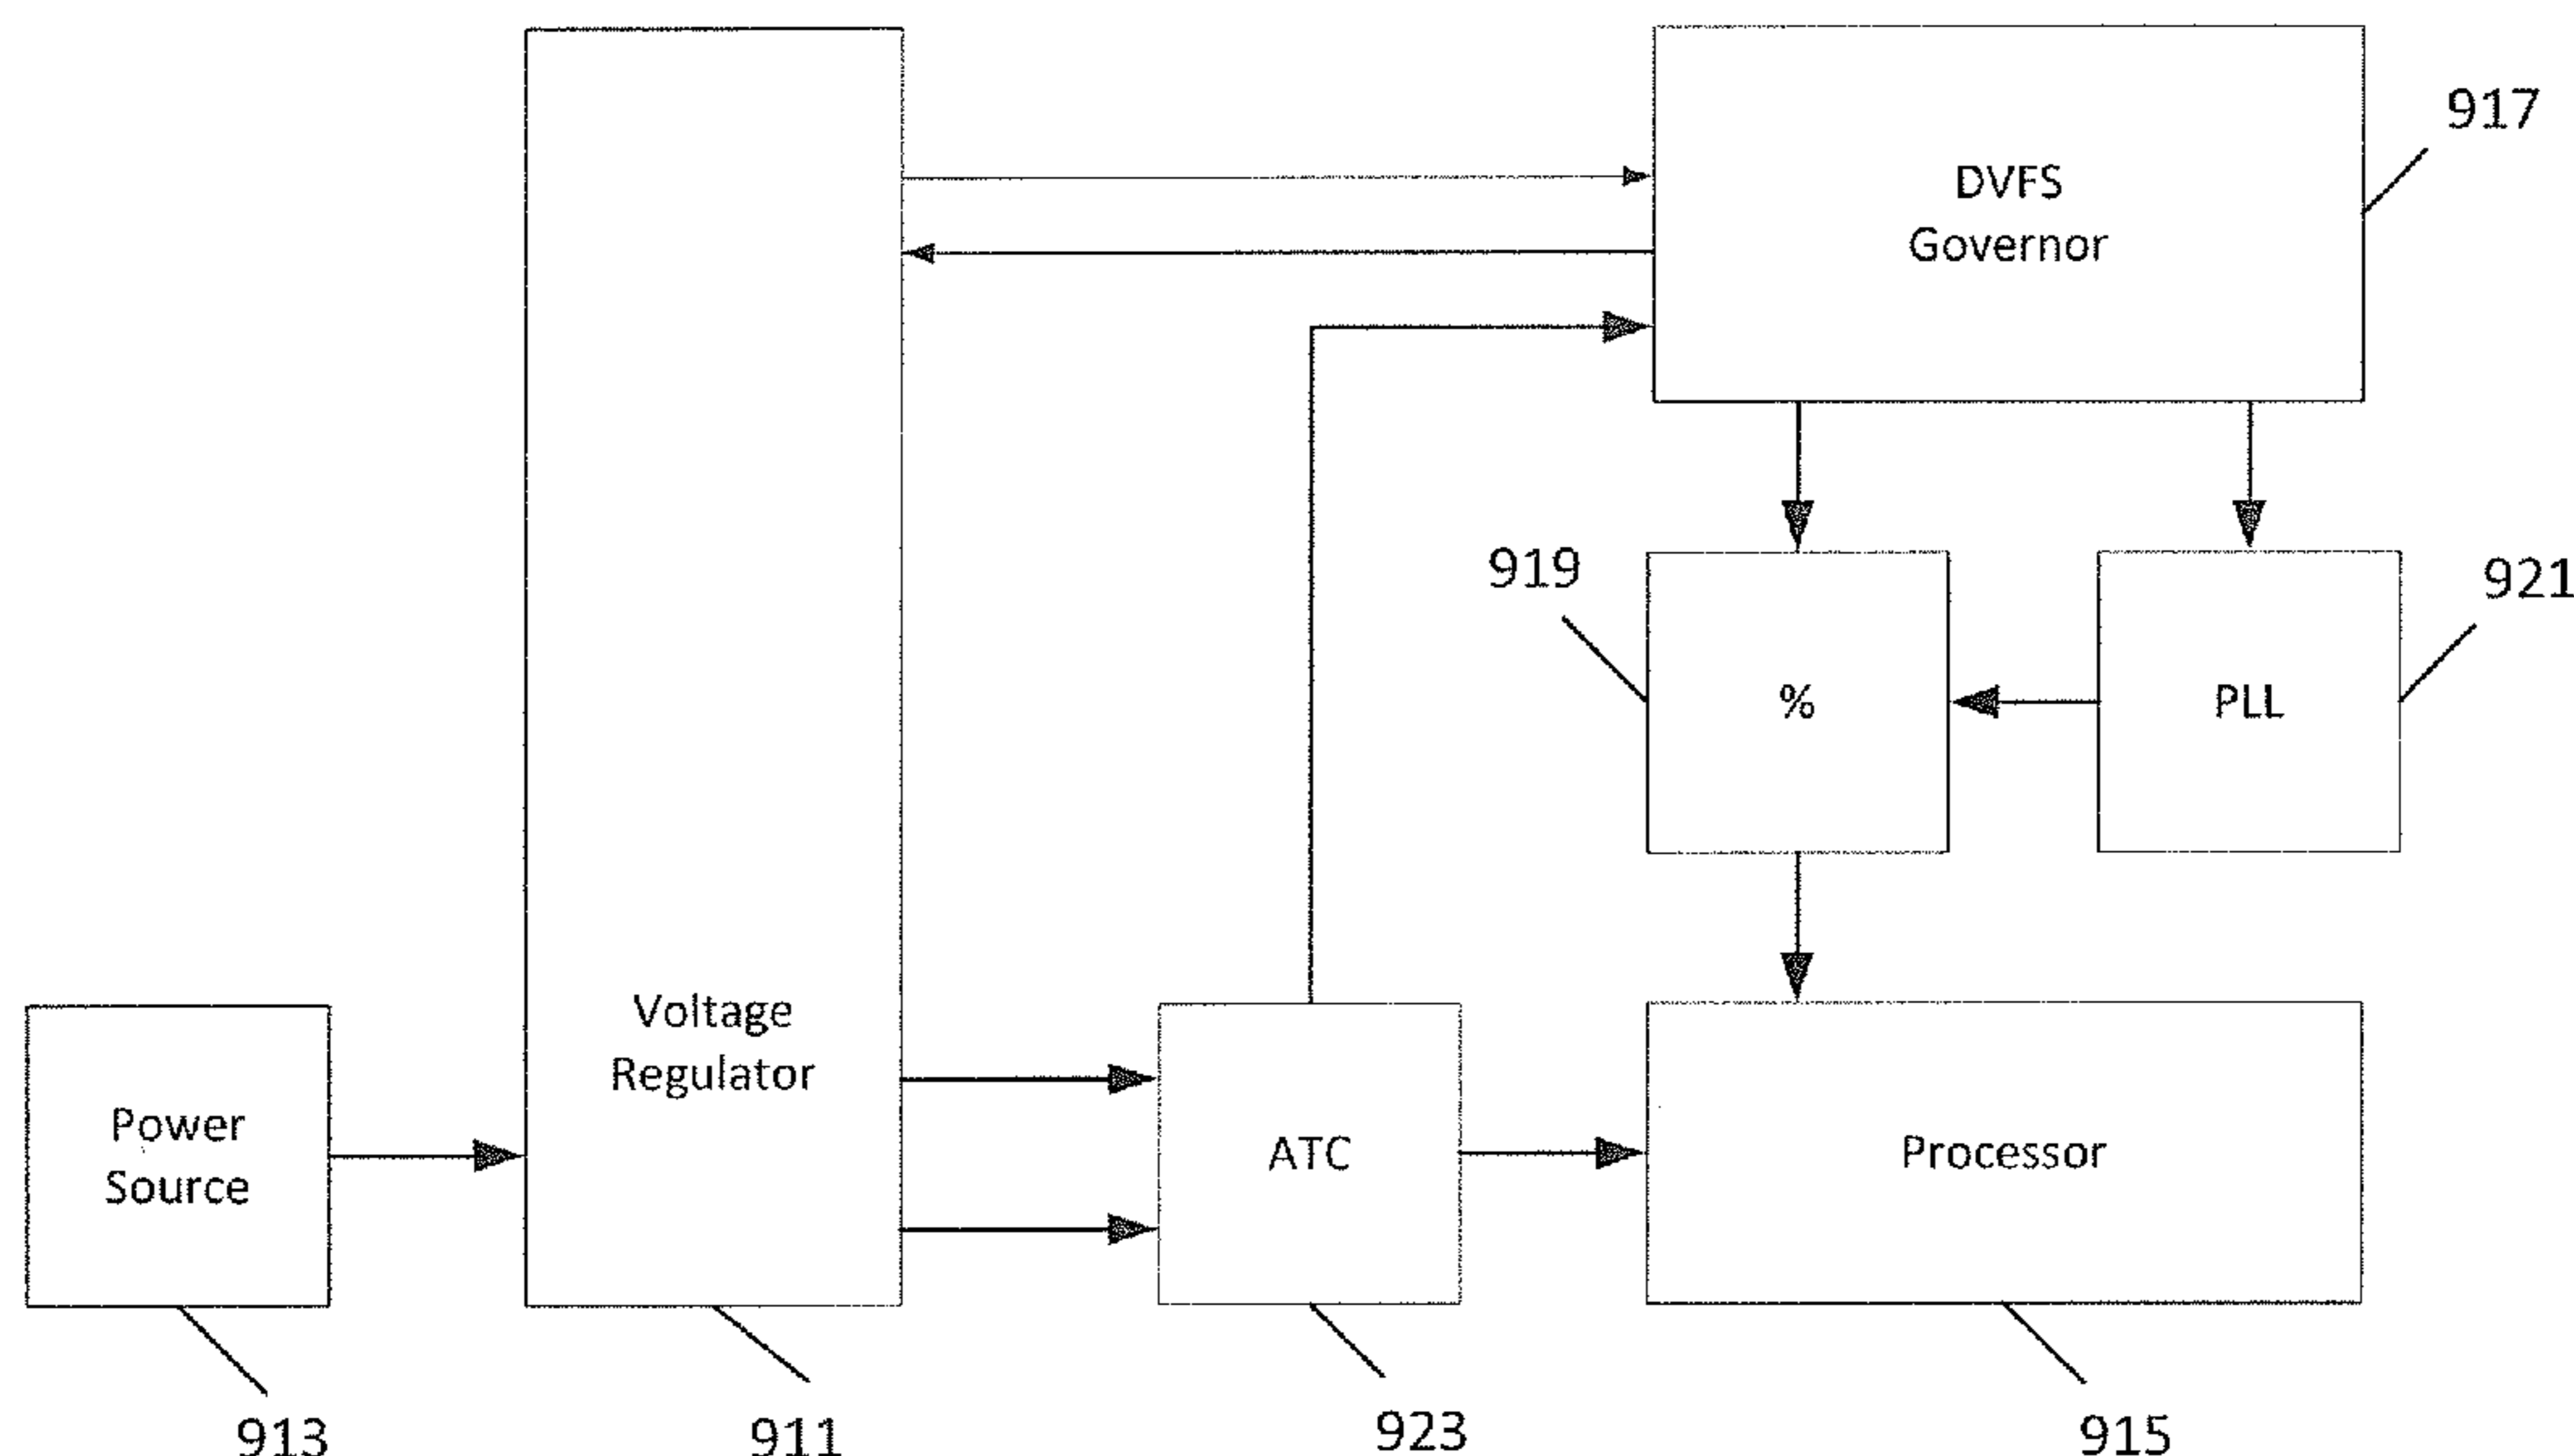 DVFS
Governor
917
919
921
%
PLL
Voltage
Regulator
Power
Source
ATC
Processor
913
911
923
915